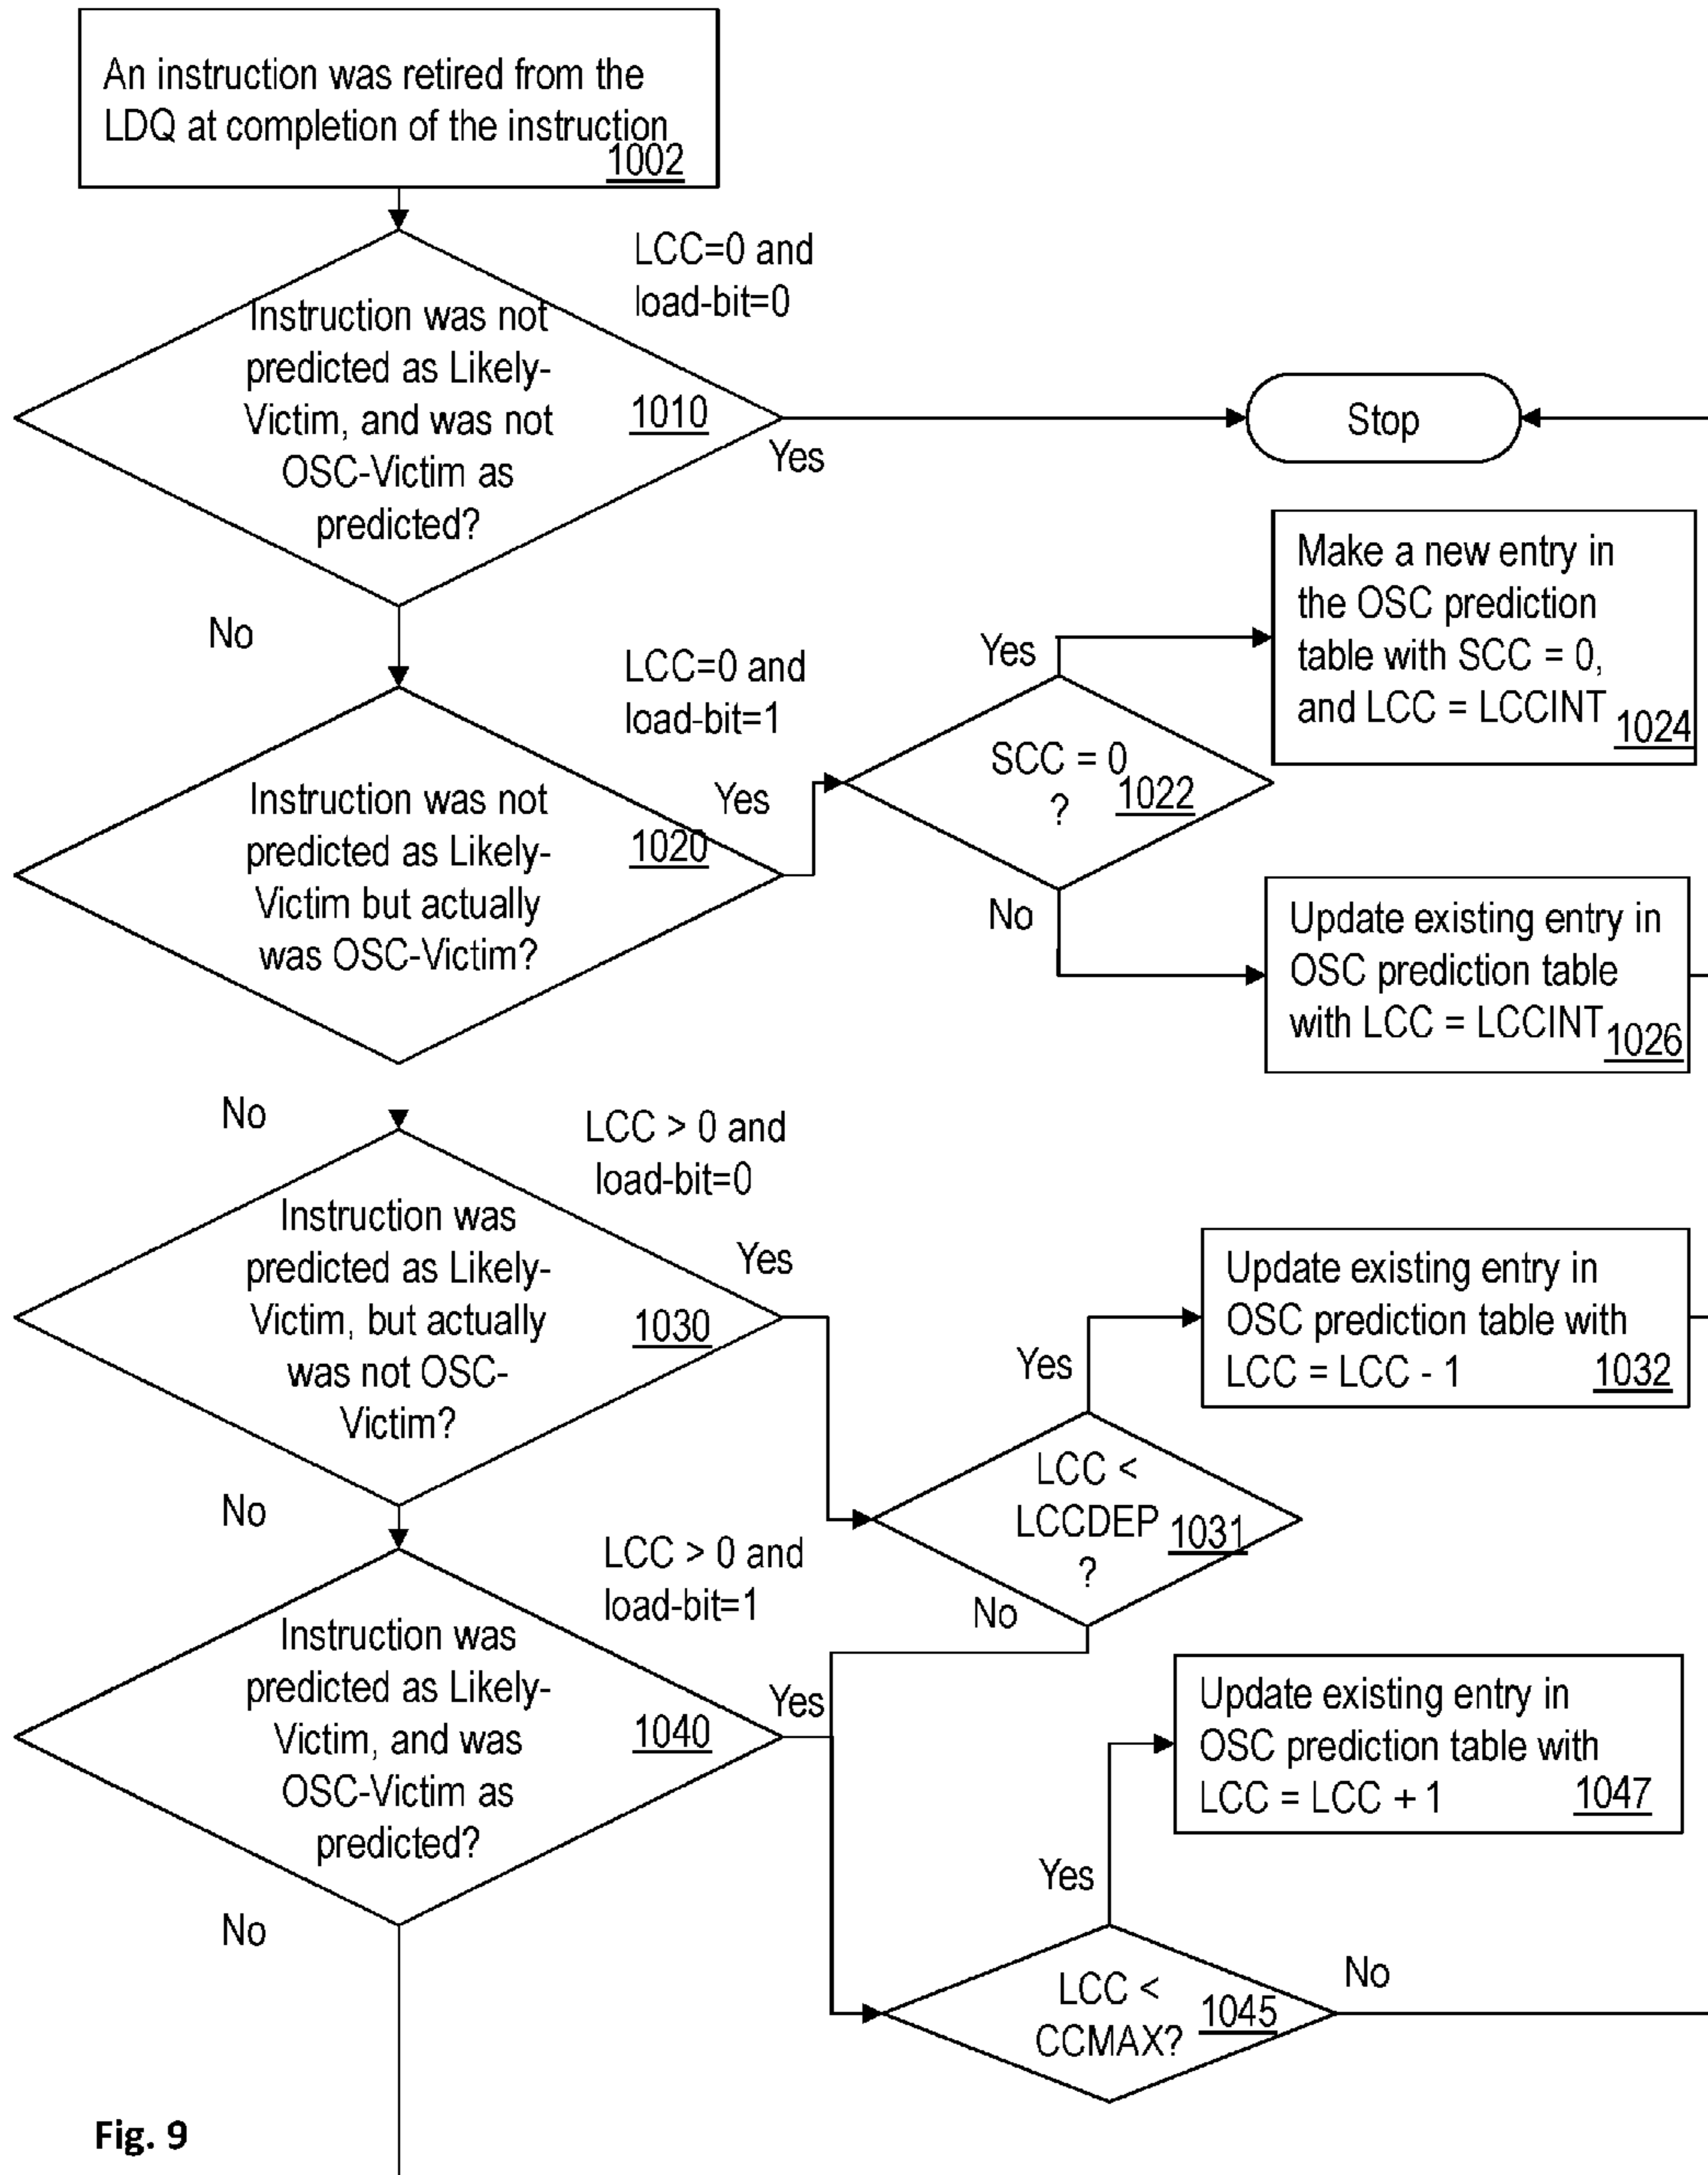 An instruction was retired from the
LDQ at completion of the instruction
1002
LCC=0 and
load-bit=0
Instruction was not
predicted as Likely-
Victim, and was not
OSC-Victim as
predicted?
1010
Yes
Stop
No
LCC=0 and
load-bit=1
Instruction was not
predicted as Likely-
Victim but actually
was OSC-Victim?
1020
Yes
SCC = 0
?
1022
Yes
Make a new entry in
the OSC prediction
table with SCC = 0,
and LCC = LCCINT
1024
No
Update existing entry in
OSC prediction table
with LCC = LCCINT
1026
No
LCC > 0 and
load-bit=0
Instruction was
predicted as Likely-
Victim, but actually
was not OSC-
Victim?
1030
Yes
LCC <
LCCDEP
?
1031
Yes
Update existing entry in
OSC prediction table with
LCC = LCC - 1
1032
No
No
LCC > 0 and
load-bit=1
Instruction was
predicted as Likely-
Victim, and was
OSC-Victim as
predicted?
1040
Yes
Update existing entry in
OSC prediction table with
LCC = LCC + 1
1047
Yes
LCC <
CCMAX?
1045
No
No
Fig. 9